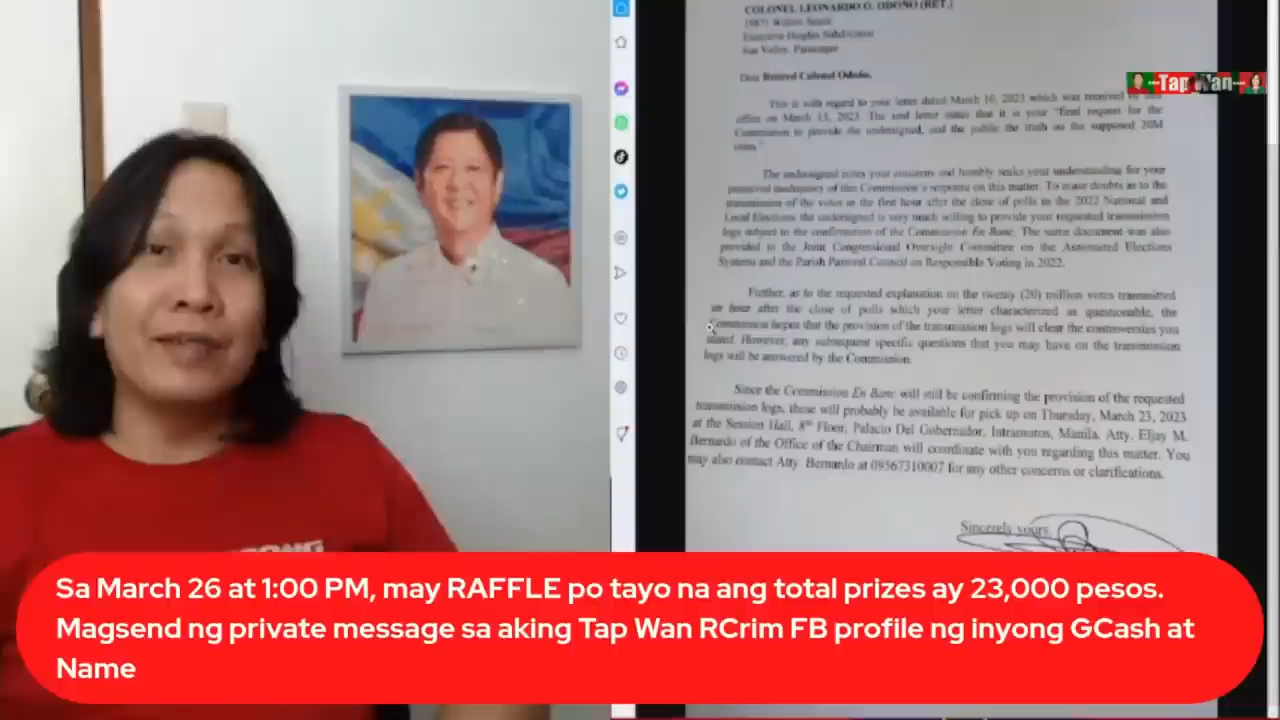 COLONEL LEONARDO O. ODOÑO (RET.)
Executive Heights Subdivision
Sun Valley, Parañaque
Dear Retired Colonel Odoño,
This is with regard to your letter dated March 10, 2023 which was received by
office on March 13, 2023. The said letter states that it is your "final request for the
Commission to provide the undersigned, and the public the truth on the supposed 20M
votes."
The undersigned notes your concerns and humbly seeks your understanding for your
perceived inadequacy of this Commission's response on this matter. To erase doubts as to the
transmission of the votes in the first hour after the close of polls in the 2022 National and
Local Elections, the undersigned is very much willing to provide your requested transmission
logs subject to the confirmation of the Commission En Banc. The same document was also
provided to the Joint Congressional Oversight Committee on the Automated Elections
Systems and the Parish Pastoral Council on Responsible Voting in 2022.
Further, as to the requested explanation on the twenty (20) million votes transmitted
an hour after the close of polls which your letter characterized as questionable, the
Commission hopes that the provision of the transmission logs will clear the controversies you
stated. However, any subsequent specific questions that you may have on the transmission
logs will be answered by the Commission.
Since the Commission En Banc will still be confirming the provision of the requested
transmission logs, these will probably be available for pick up on Thursday, March 23, 2023
at the Session Hall, 8th Floor, Palacio Del Gobernador, Intramuros, Manila. Atty. Eljay M.
Bernardo of the Office of the Chairman will coordinate with you regarding this matter. You
may also contact Atty. Bernardo at 09567310007 for any other concerns or clarifications.
Sincerely yours,
Tap Wan
Sa March 26 at 1:00 PM, may RAFFLE po tayo na ang total prizes ay 23,000 pesos.
Magsend ng private message sa aking Tap Wan RCrim FB profile ng inyong GCash at
Name